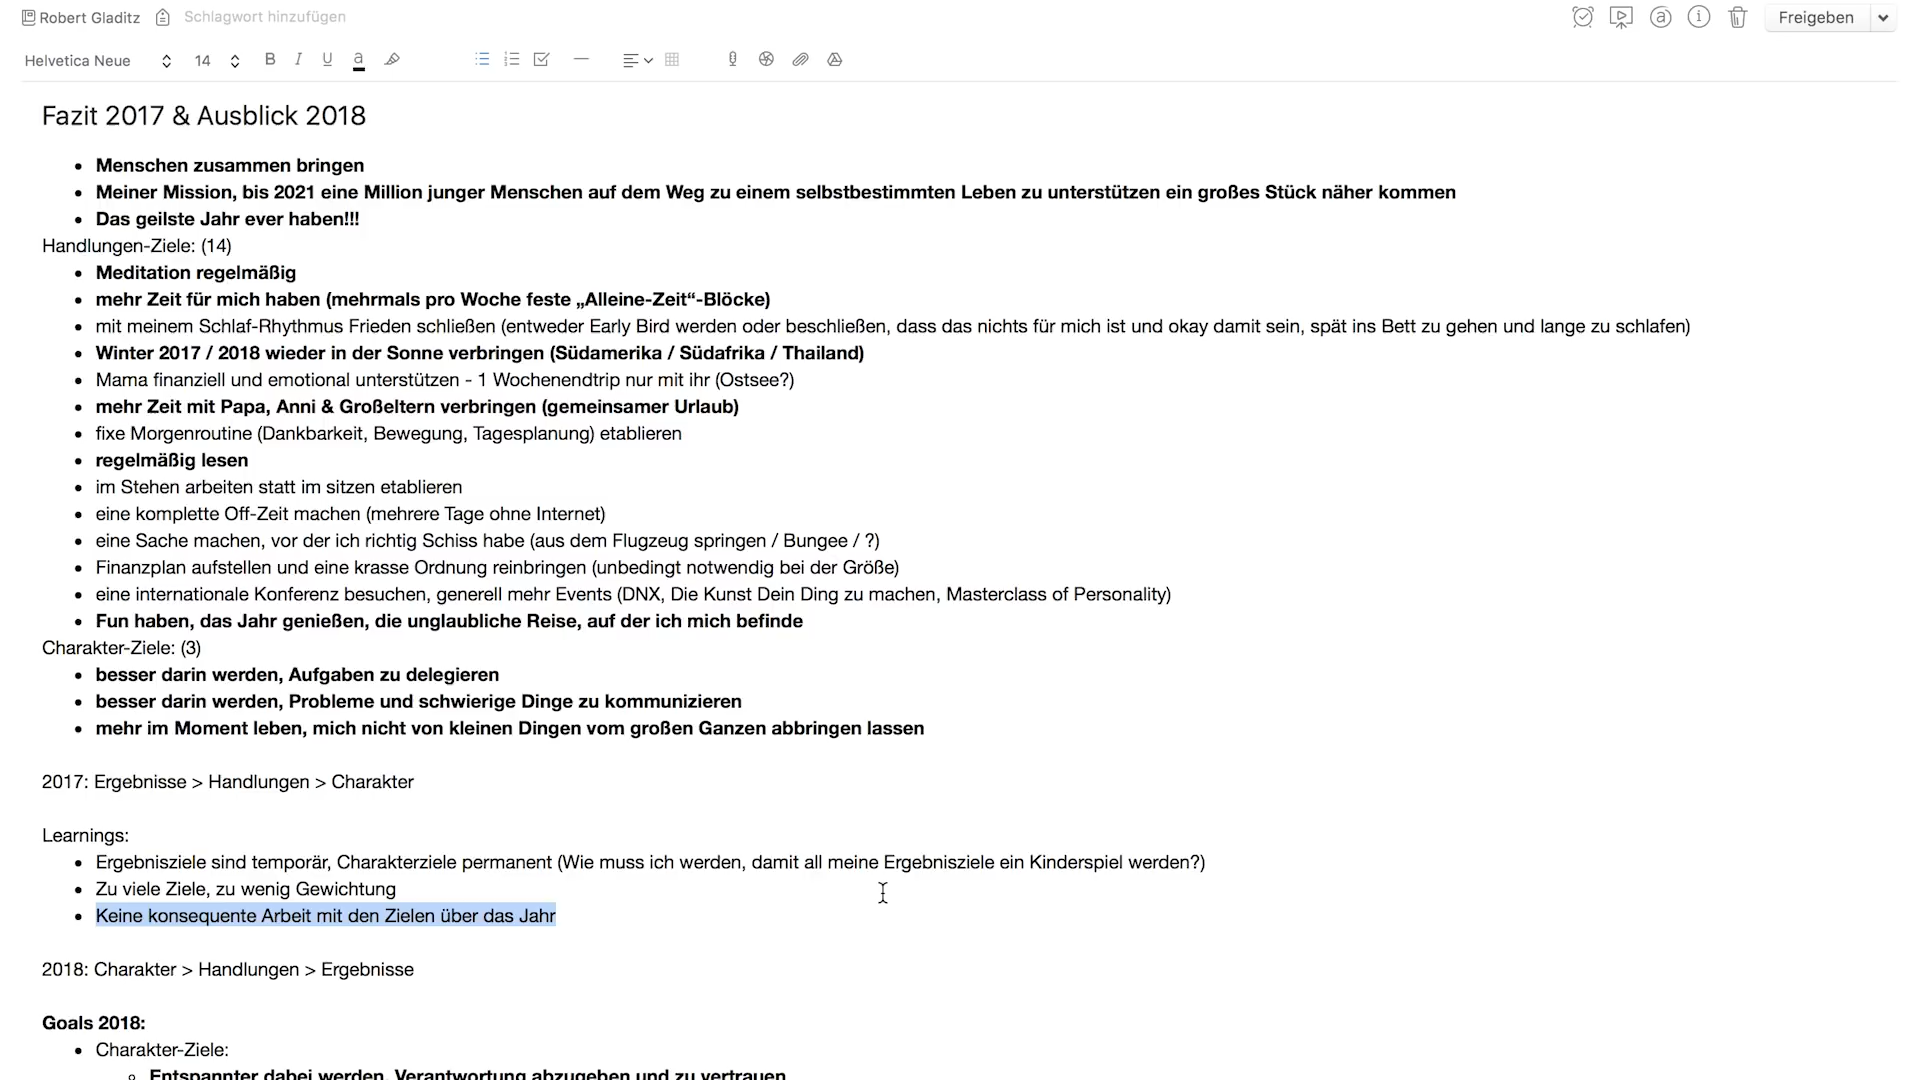 Robert Gladitz Schlagwort hinzufügen Freigeben
Helvetica Neue 14 B I U a
Fazit 2017 & Ausblick 2018
• Menschen zusammen bringen
• Meiner Mission, bis 2021 eine Million junger Menschen auf dem Weg zu einem selbstbestimmten Leben zu unterstützen ein großes Stück näher kommen
• Das geilste Jahr ever haben!!!
Handlungen-Ziele: (14)
• Meditation regelmäßig
• mehr Zeit für mich haben (mehrmals pro Woche feste „Alleine-Zeit“-Blöcke)
• mit meinem Schlaf-Rhythmus Frieden schließen (entweder Early Bird werden oder beschließen, dass das nichts für mich ist und okay damit sein, spät ins Bett zu gehen und lange zu schlafen)
• Winter 2017 / 2018 wieder in der Sonne verbringen (Südamerika / Südafrika / Thailand)
• Mama finanziell und emotional unterstützen - 1 Wochenendtrip nur mit ihr (Ostsee?)
• mehr Zeit mit Papa, Anni & Großeltern verbringen (gemeinsamer Urlaub)
• fixe Morgenroutine (Dankbarkeit, Bewegung, Tagesplanung) etablieren
• regelmäßig lesen
• im Stehen arbeiten statt im sitzen etablieren
• eine komplette Off-Zeit machen (mehrere Tage ohne Internet)
• eine Sache machen, vor der ich richtig Schiss habe (aus dem Flugzeug springen / Bungee / ?)
• Finanzplan aufstellen und eine krasse Ordnung reinbringen (unbedingt notwendig bei der Größe)
• eine internationale Konferenz besuchen, generell mehr Events (DNX, Die Kunst Dein Ding zu machen, Masterclass of Personality)
• Fun haben, das Jahr genießen, die unglaubliche Reise, auf der ich mich befinde
Charakter-Ziele: (3)
• besser darin werden, Aufgaben zu delegieren
• besser darin werden, Probleme und schwierige Dinge zu kommunizieren
• mehr im Moment leben, mich nicht von kleinen Dingen vom großen Ganzen abbringen lassen
2017: Ergebnisse > Handlungen > Charakter
Learnings:
• Ergebnisziele sind temporär, Charakterziele permanent (Wie muss ich werden, damit all meine Ergebnisziele ein Kinderspiel werden?)
• Zu viele Ziele, zu wenig Gewichtung
• Keine konsequente Arbeit mit den Zielen über das Jahr
2018: Charakter > Handlungen > Ergebnisse
Goals 2018:
• Charakter-Ziele:
Entspannter dabei werden, Verantwortung abzugeben und zu vertrauen